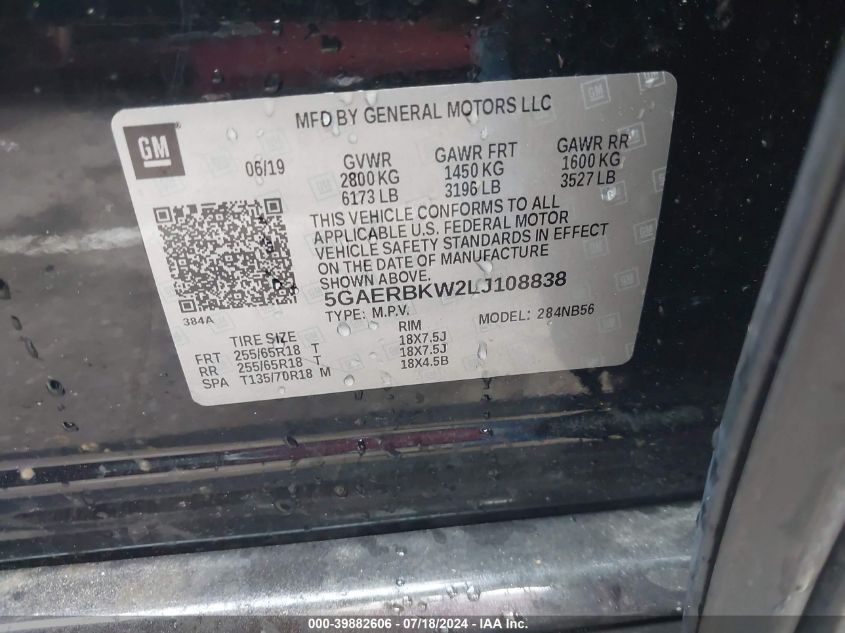 MFD BY GENERAL MOTORS LLC
GM
06/19
GVWR
2800 KG
6173 LB
GAWR FRT
1450 KG
3196 LB
GAWR RR
1600 KG
3527 LB
THIS VEHICLE CONFORMS TO ALL
APPLICABLE U.S. FEDERAL MOTOR
VEHICLE SAFETY STANDARDS IN EFFECT
ON THE DATE OF MANUFACTURE
SHOWN ABOVE.
5GAERBKW2LJ108838
384A
TYPE: M.P.V. MODEL: 284NB56
TIRE SIZE RIM
FRT 255/65R18 T 18X7.5J
RR 255/65R18 T 18X7.5J
SPA T135/70R18 M 18X4.5B
000-39882606 - 07/18/2024 - IAA Inc.